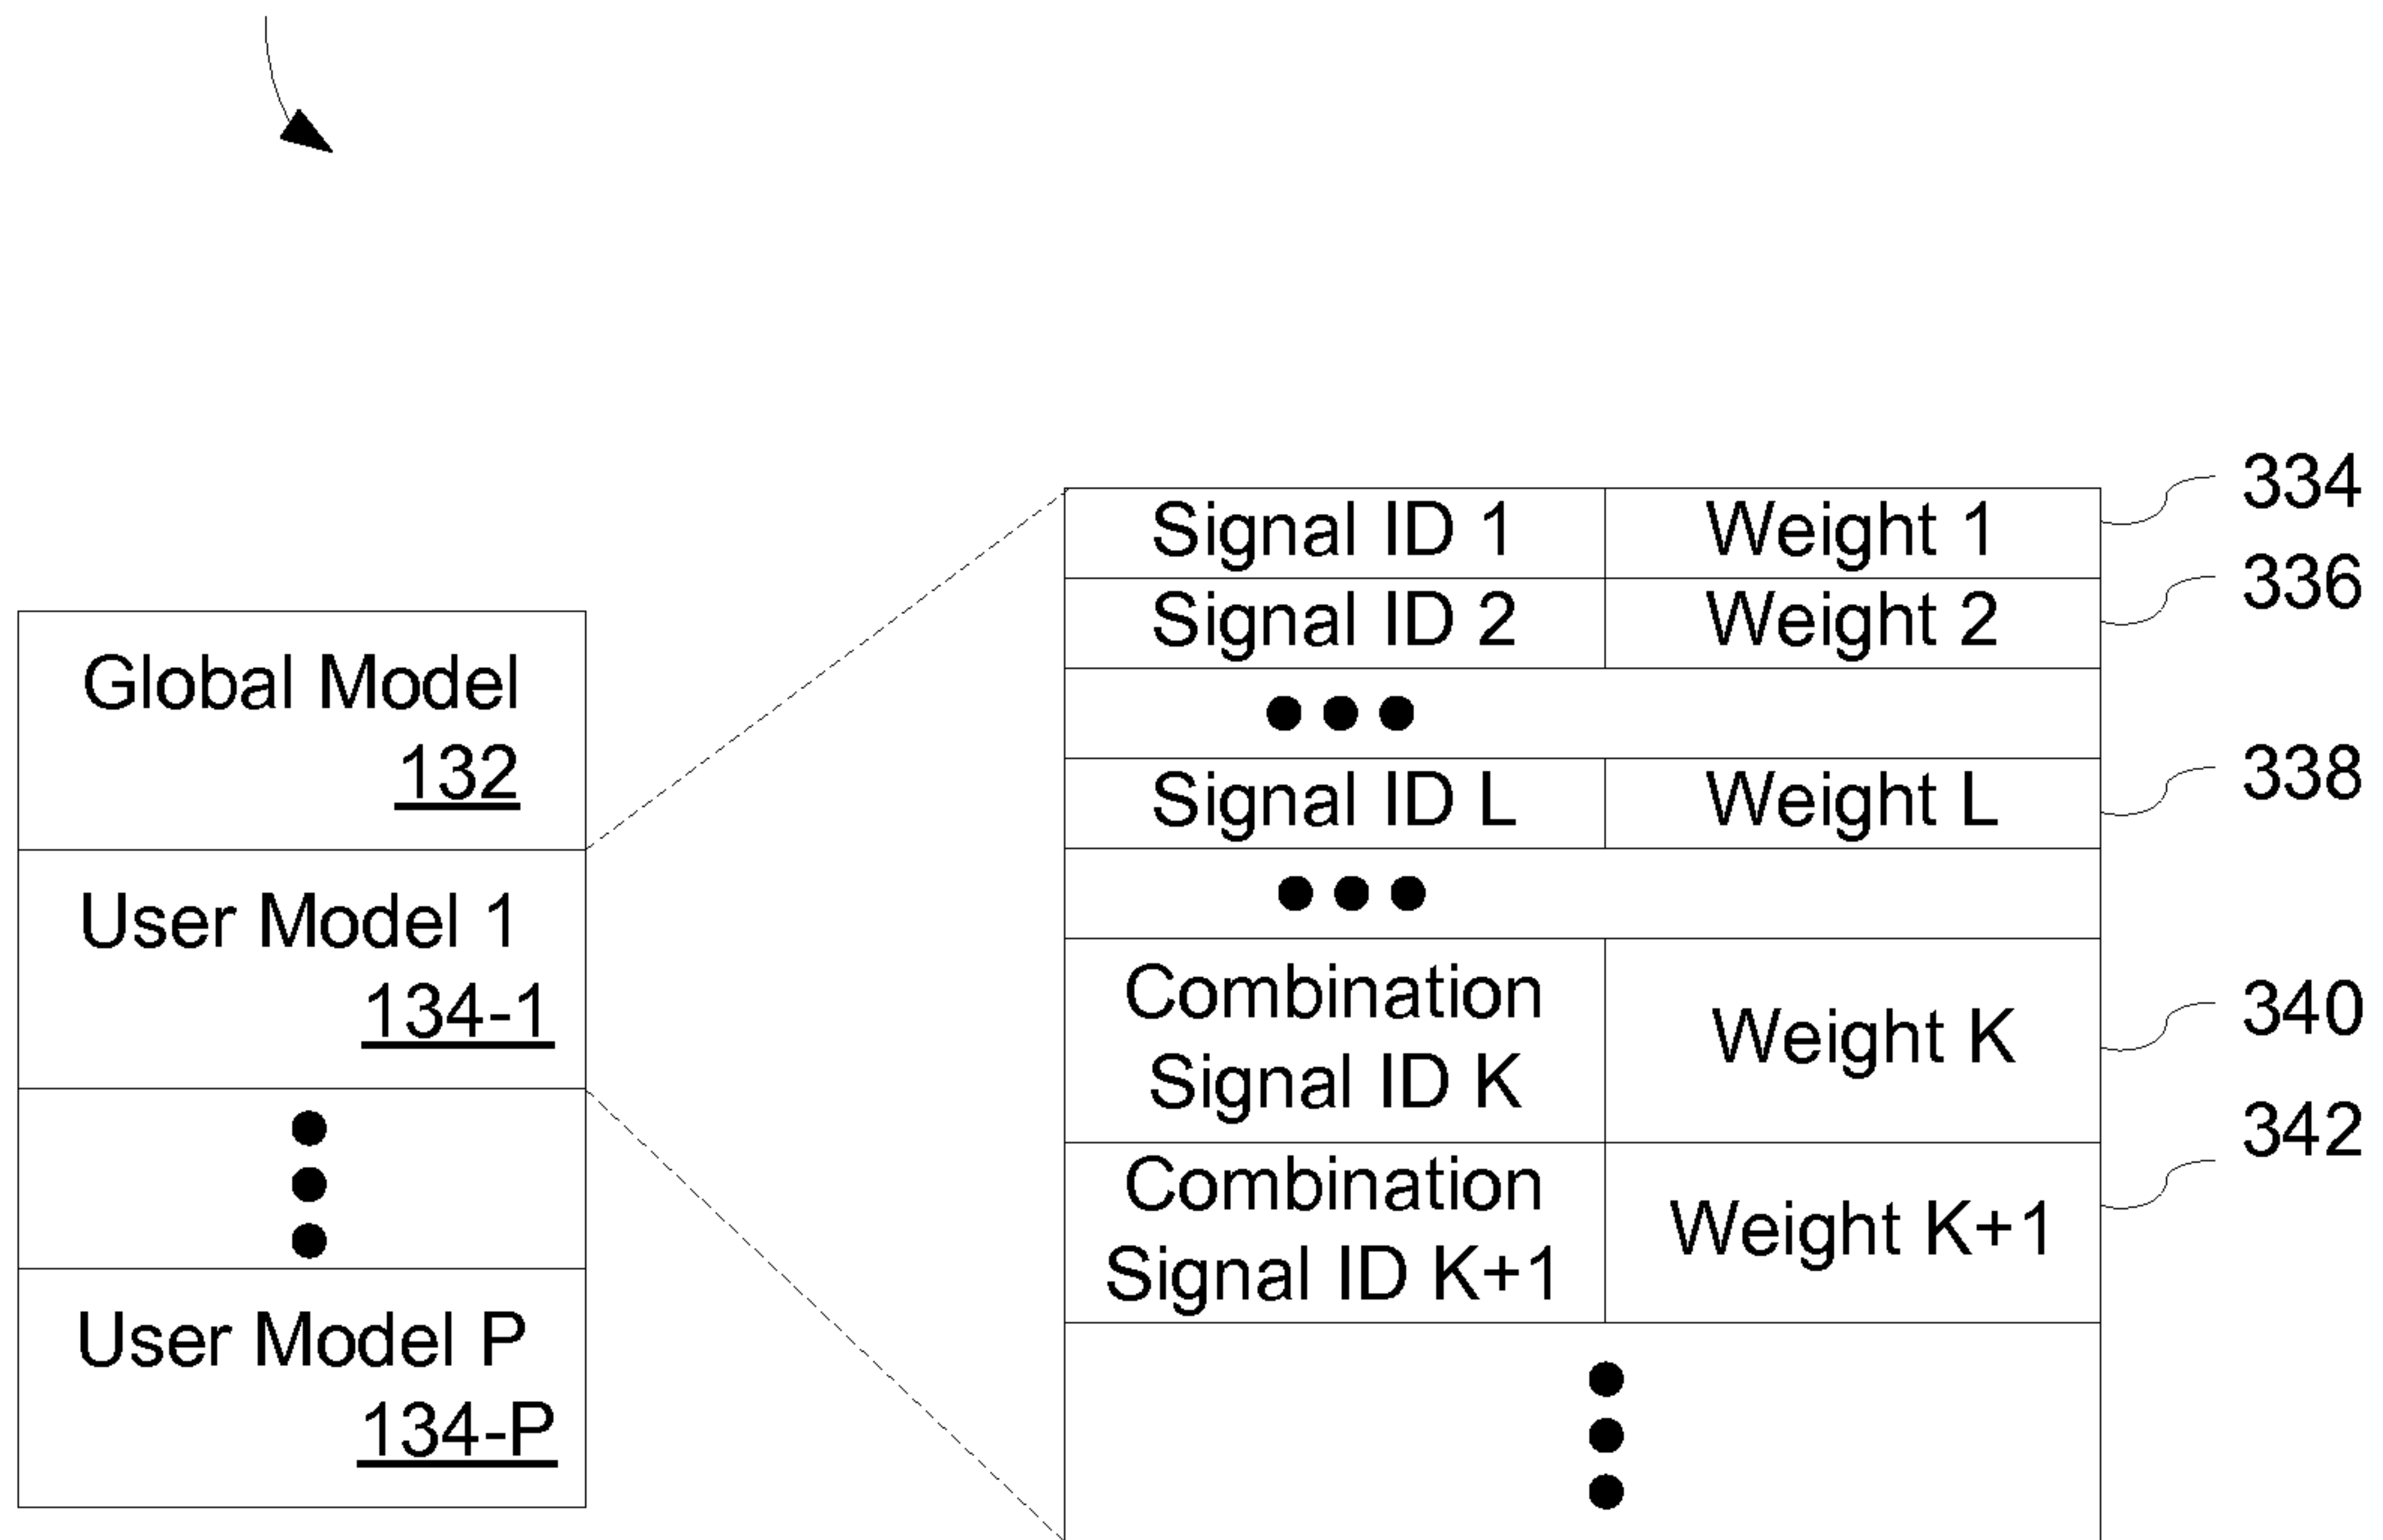 Global Model
132
User Model 1
134-1
User Model P
134-P
Signal ID 1 Weight 1 334
Signal ID 2 Weight 2 336
Signal ID L Weight L 338
Combination
Signal ID K
Weight K
340
Combination
Signal ID K+1
Weight K+1
342